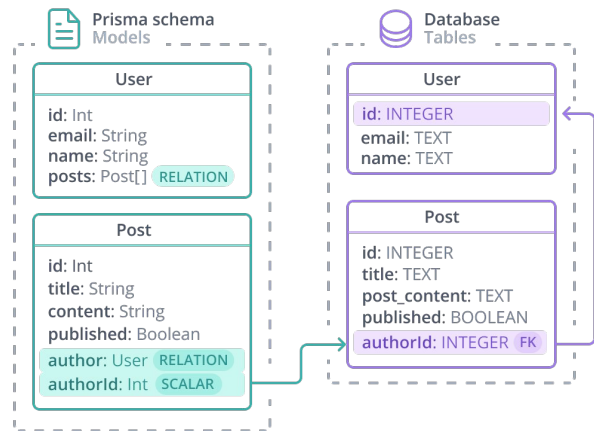 Prisma schema
Models
User
id: Int
email: String
name: String
posts: Post[] RELATION
Post
id: Int
title: String
content: String
published: Boolean
author: User RELATION
authorId: Int SCALAR
Database
Tables
User
id: INTEGER
email: TEXT
name: TEXT
Post
id: INTEGER
title: TEXT
post_content: TEXT
published: BOOLEAN
authorId: INTEGER FK